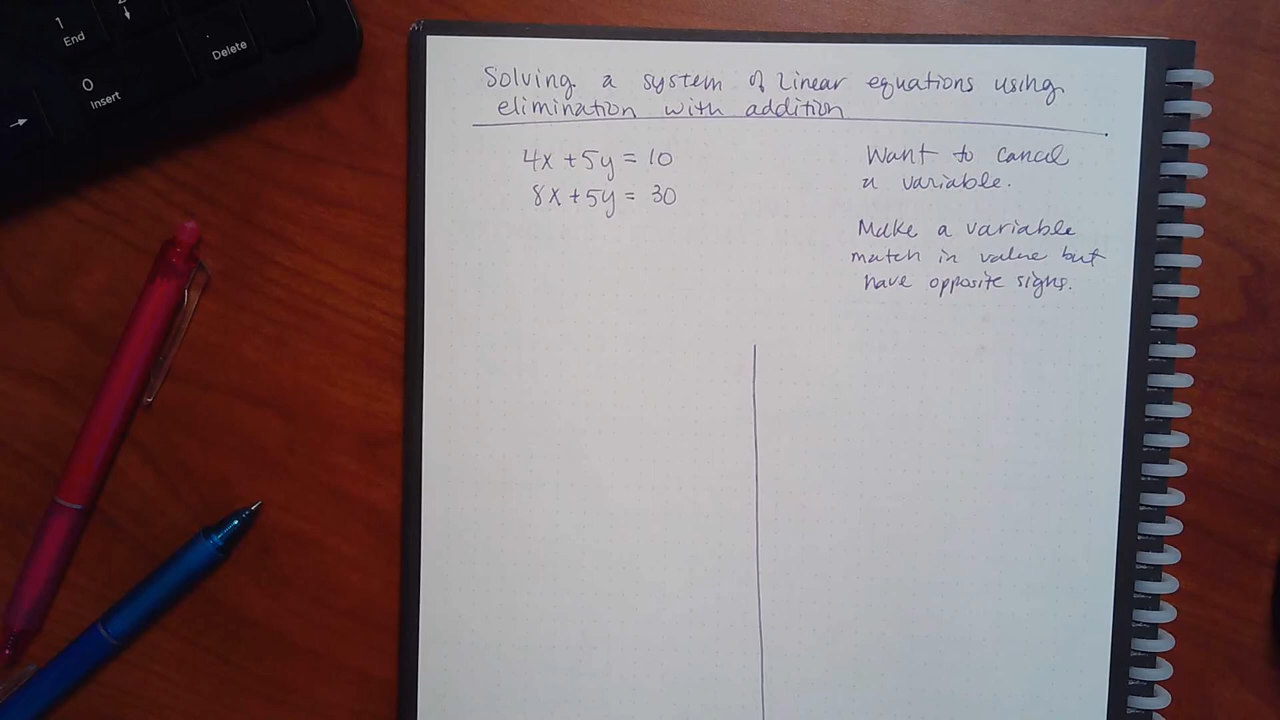 1
End
↓
Delete
0
Insert
→
Solving a system of linear equations using
elimination with addition
4x + 5y = 10
8x + 5y = 30
Want to cancel
a variable.
Make a variable
match in value but
have opposite signs.